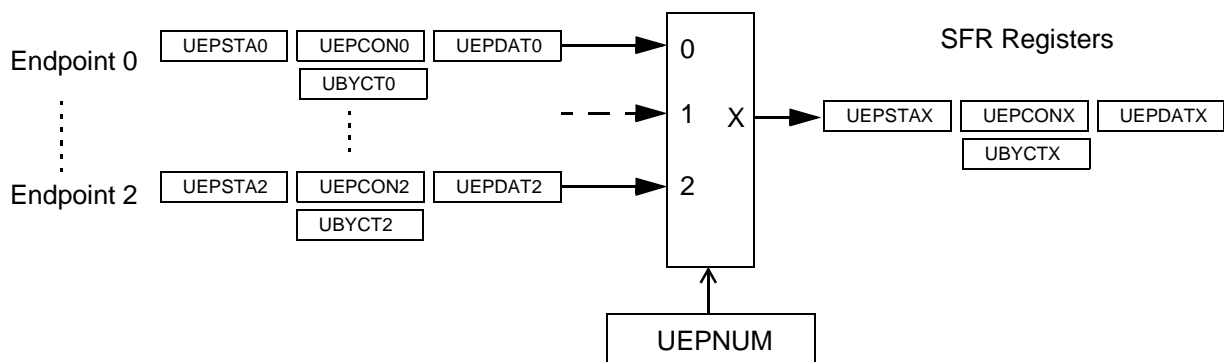 Endpoint 0
UEPSTA0 UEPCON0 UEPDAT0
UBYCT0
0
SFR Registers
1
X
UEPSTAX UEPCONX UEPDATX
UBYCTX
Endpoint 2
UEPSTA2 UEPCON2 UEPDAT2
UBYCT2
2
UEPNUM